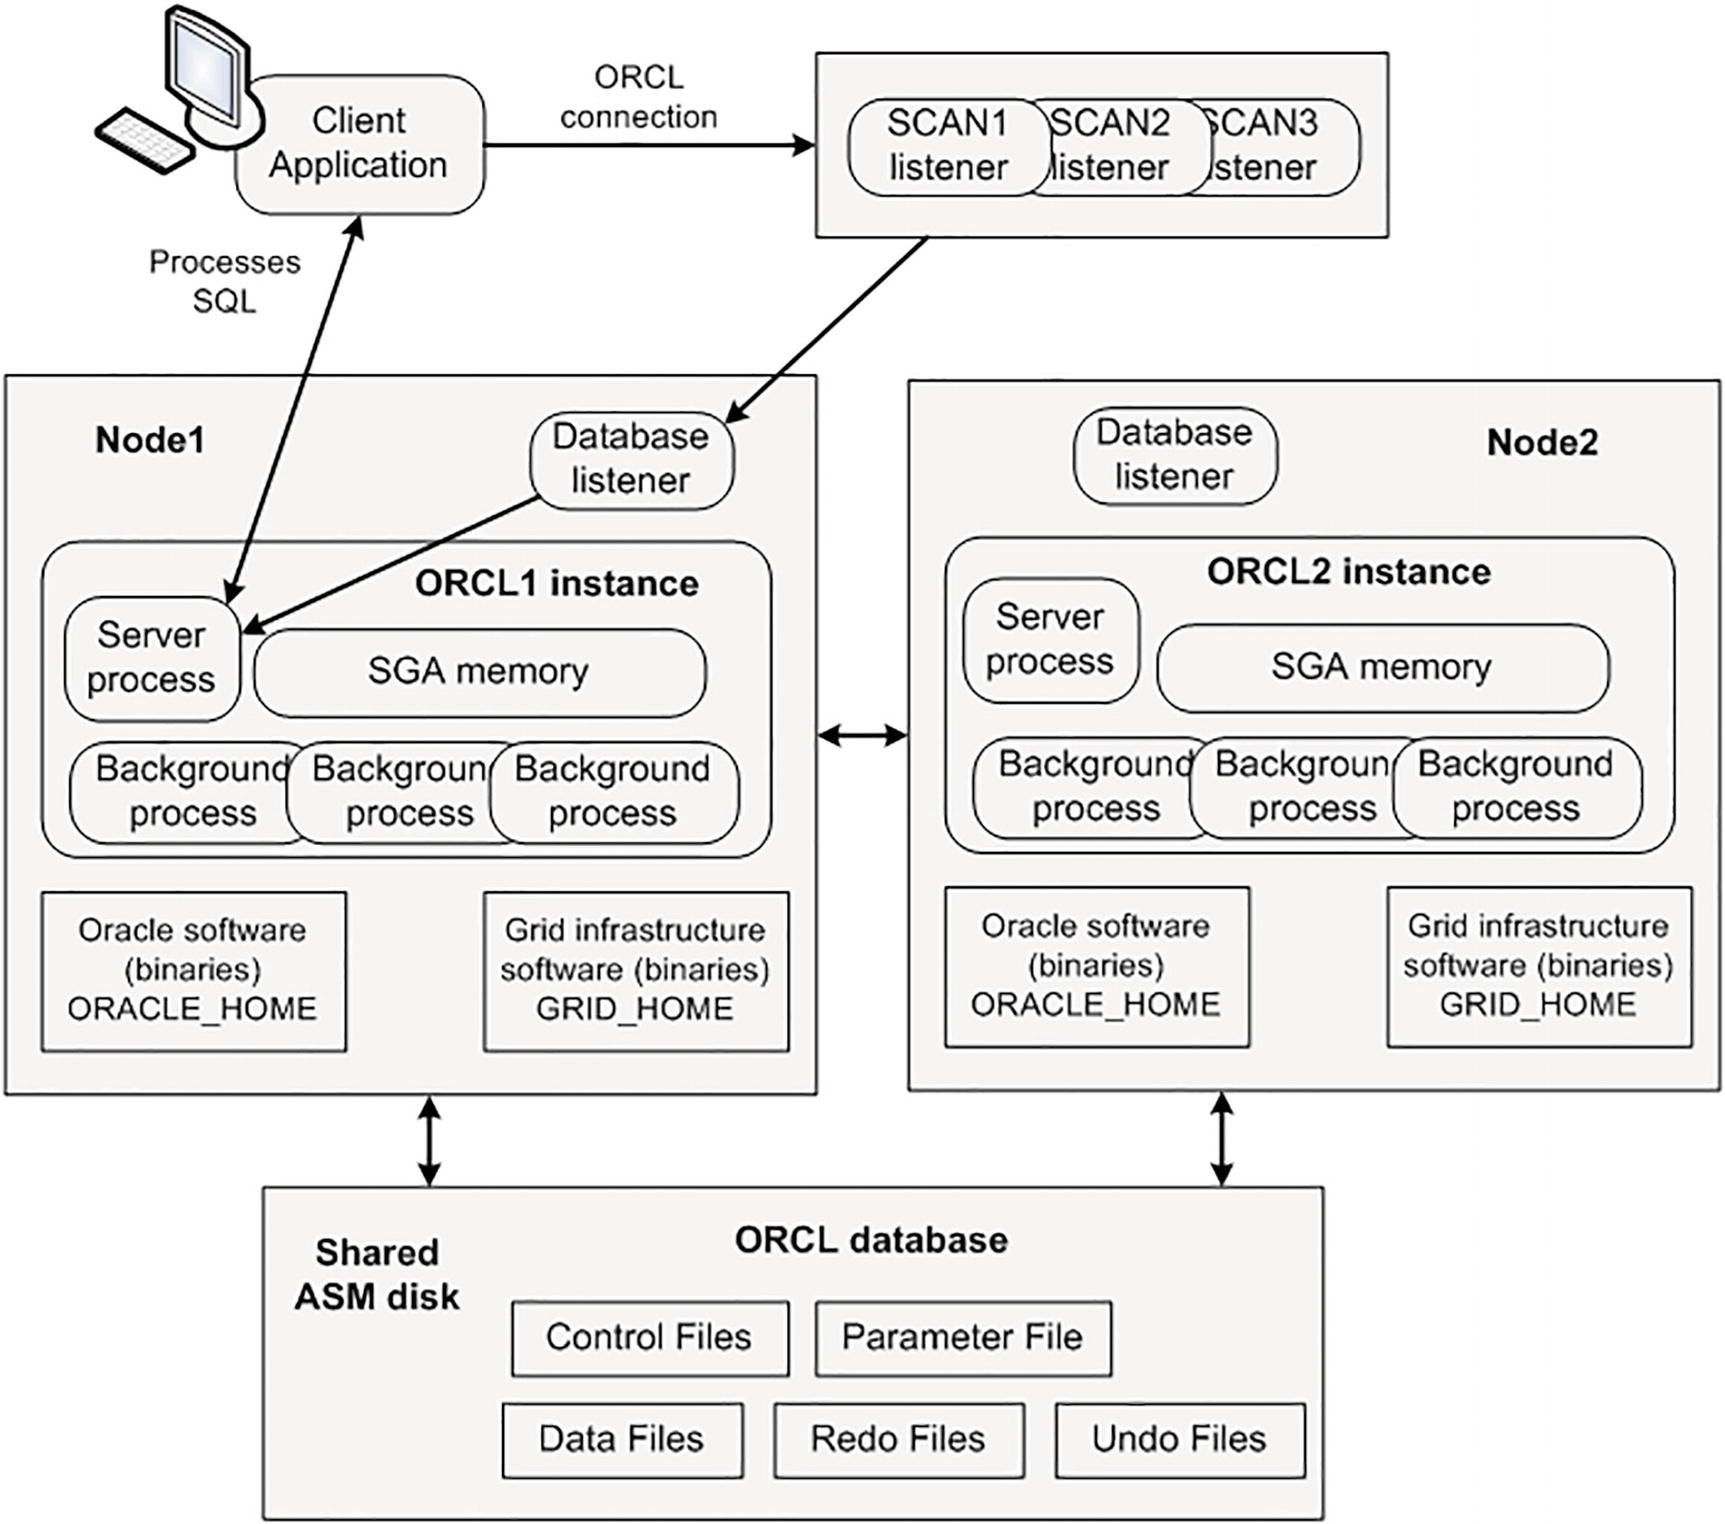 Client
Application
ORCL
connection
SCAN1
listener
SCAN2
listener
SCAN3
listener
Processes
SQL
Node1
Database
listener
ORCL1 instance
Server
process
SGA memory
Background
process
Background
process
Background
process
Oracle software
(binaries)
ORACLE_HOME
Grid infrastructure
software (binaries)
GRID_HOME
Database
listener
Node2
ORCL2 instance
Server
process
SGA memory
Background
process
Background
process
Background
process
Oracle software
(binaries)
ORACLE_HOME
Grid infrastructure
software (binaries)
GRID_HOME
Shared
ASM disk
ORCL database
Control Files
Parameter File
Data Files
Redo Files
Undo Files